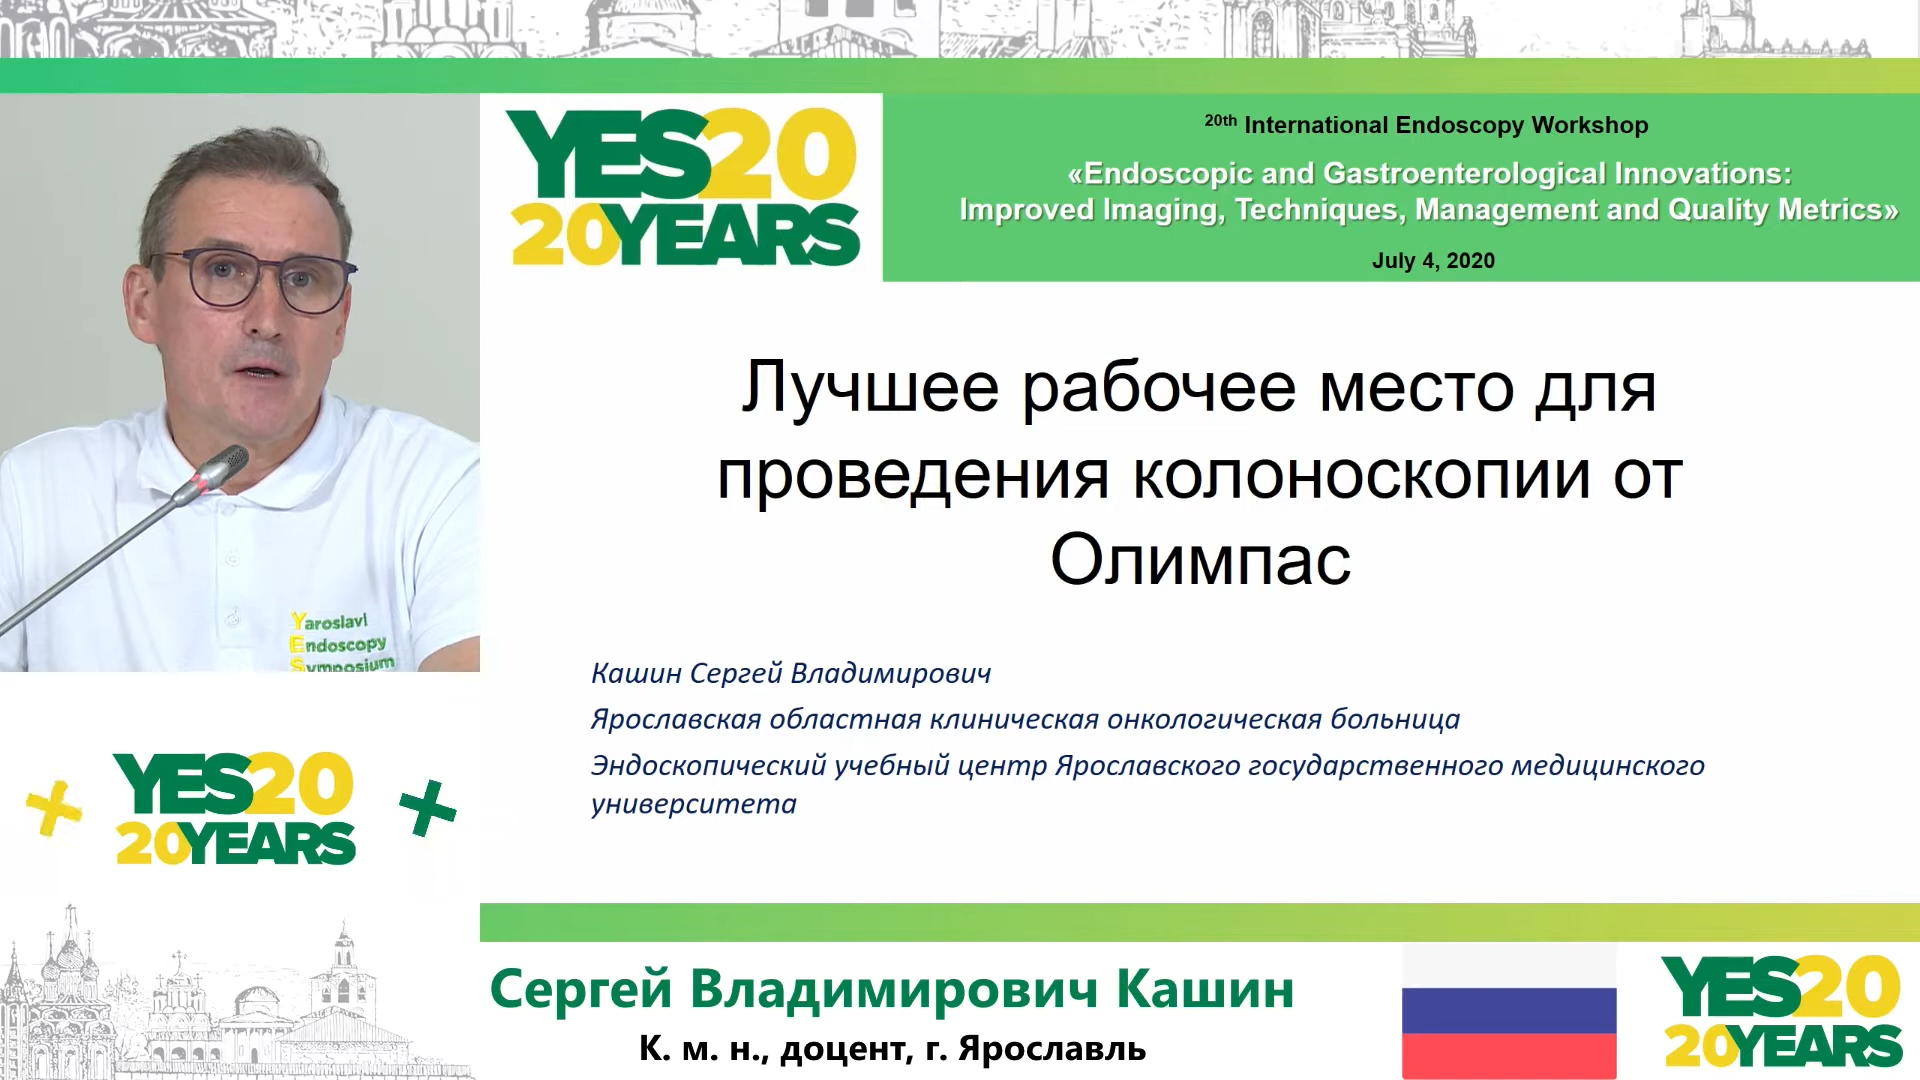 YES20
20YEARS
20th International Endoscopy Workshop
«Endoscopic and Gastroenterological Innovations:
Improved Imaging, Techniques, Management and Quality Metrics»
July 4, 2020
Лучшее рабочее место для
проведения колоноскопии от
Олимпас
Кашин Сергей Владимирович
Ярославская областная клиническая онкологическая больница
Эндоскопический учебный центр Ярославского государственного медицинского
университета
Yaroslavl
Endoscopy
Symposium
YES20
20YEARS
Сергей Владимирович Кашин
К. м. н., доцент, г. Ярославль
YES20
20YEARS